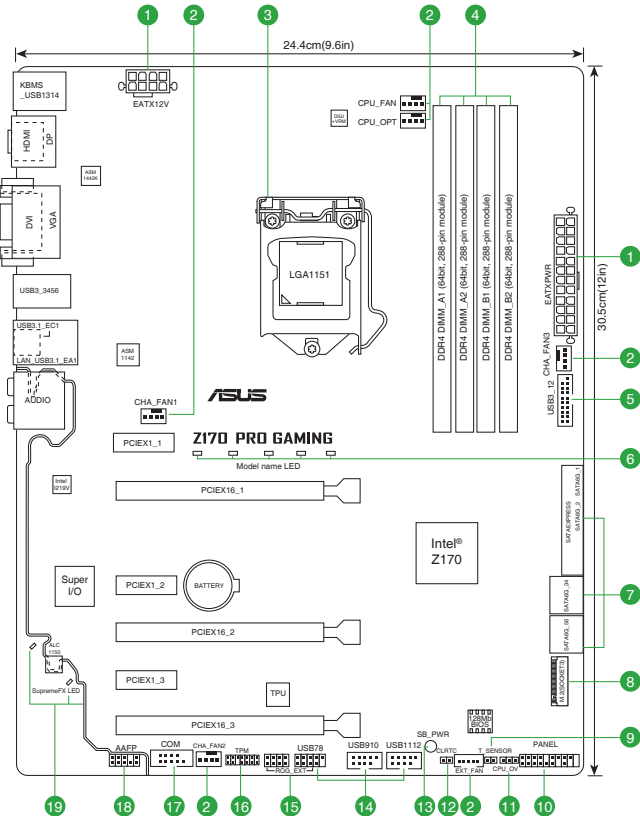 1
2
3
2
4
24.4cm(9.6in)
KBMS
_USB1314
EATX12V
CPU_FAN
CPU_OPT
DIGI
+VRM
HDMI
DP
ASM
1442K
DVI
VGA
LGA1151
DDR4 DIMM_A1 (64bit, 288-pin module)
DDR4 DIMM_A2 (64bit, 288-pin module)
DDR4 DIMM_B1 (64bit, 288-pin module)
DDR4 DIMM_B2 (64bit, 288-pin module)
EATXPWR
1
30.5cm(12in)
USB3_3456
USB3.1_EC1
LAN_USB3.1_EA1
ASM
1142
CHA_FAN3
2
AUDIO
USB3_12
5
CHA_FAN1
2
ASUS
PCIEX1_1
Z170 PRO GAMING
Model name LED
6
Intel
I219V
PCIEX16_1
SATAEXPRESS
SATA6G_2
SATA6G_1
Intel®
Z170
Super
I/O
PCIEX1_2
BATTERY
SATA6G_34
7
PCIEX16_2
SATA6G_56
ALC
1150
SupremeFX LED
PCIEX1_3
TPU
M.2(SOCKET3)
8
PCIEX16_3
128Mb
BIOS
SB_PWR
9
AAFP
COM
CHA_FAN2
TPM
ROG_EXT
USB78
USB910
USB1112
CLRTC
EXT_FAN
T_SENSOR
CPU_OV
PANEL
19
18
17
2
16
15
14
13
12
2
11
10